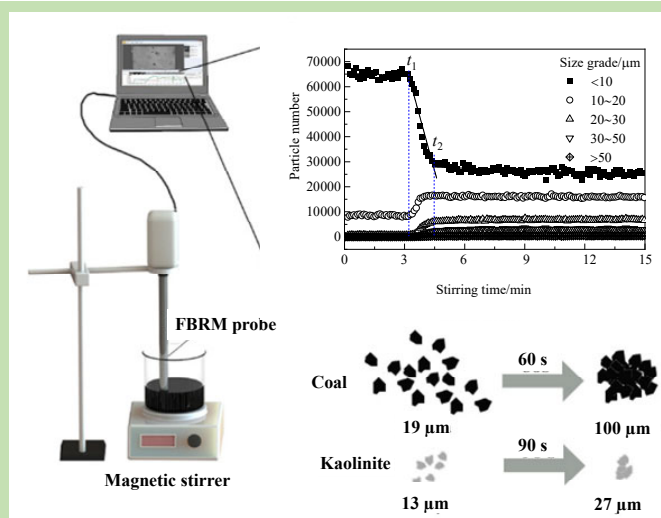 FBRM probe
Magnetic stirrer
70000
60000
50000
40000
30000
20000
10000
0
Particle number
t1
t2
Size grade/μm
<10
10~20
20~30
30~50
>50
0 3 6 9 12 15
Stirring time/min
Coal
60 s
19 μm
100 μm
Kaolinite
90 s
13 μm
27 μm